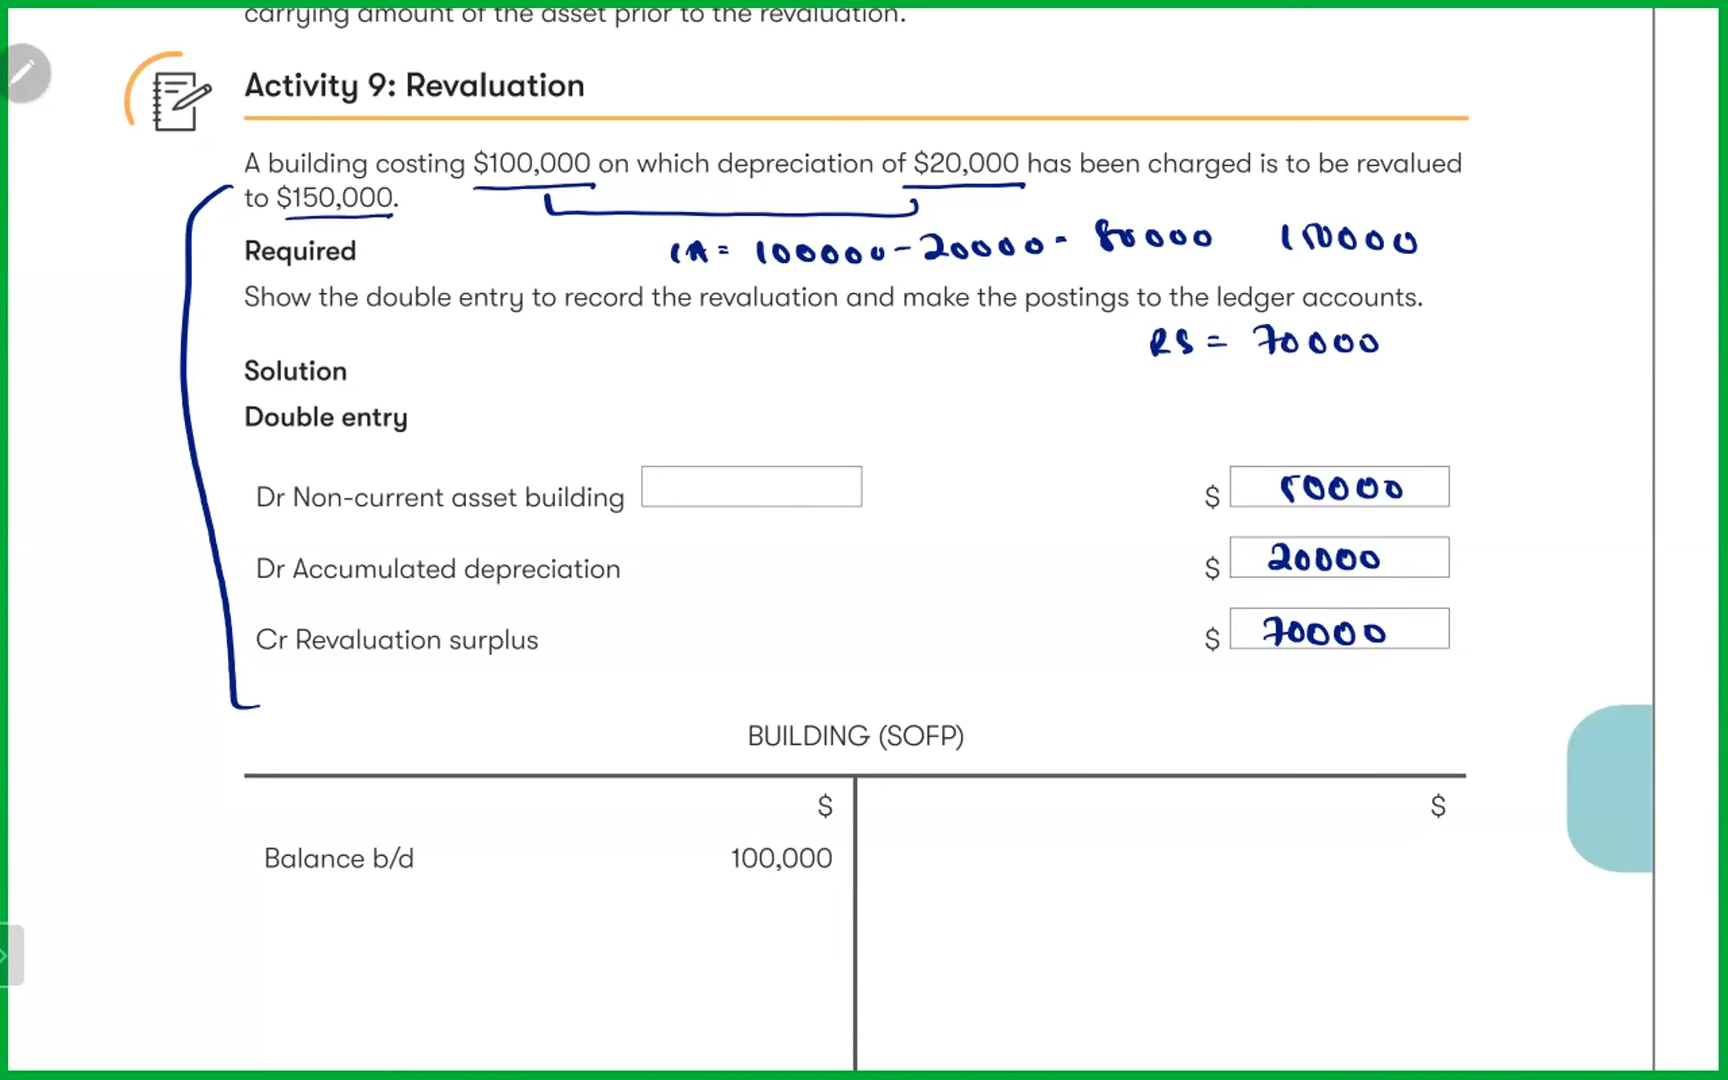 carrying amount of the asset prior to the revaluation.
Activity 9: Revaluation
A building costing $100,000 on which depreciation of $20,000 has been charged is to be revalued
to $150,000.
CA = 100000 - 20000 = 80000 150000
Required
Show the double entry to record the revaluation and make the postings to the ledger accounts.
RS = 70000
Solution
Double entry
Dr Non-current asset building $ 50000
Dr Accumulated depreciation $ 20000
Cr Revaluation surplus $ 70000
BUILDING (SOFP)
$ $
Balance b/d 100,000